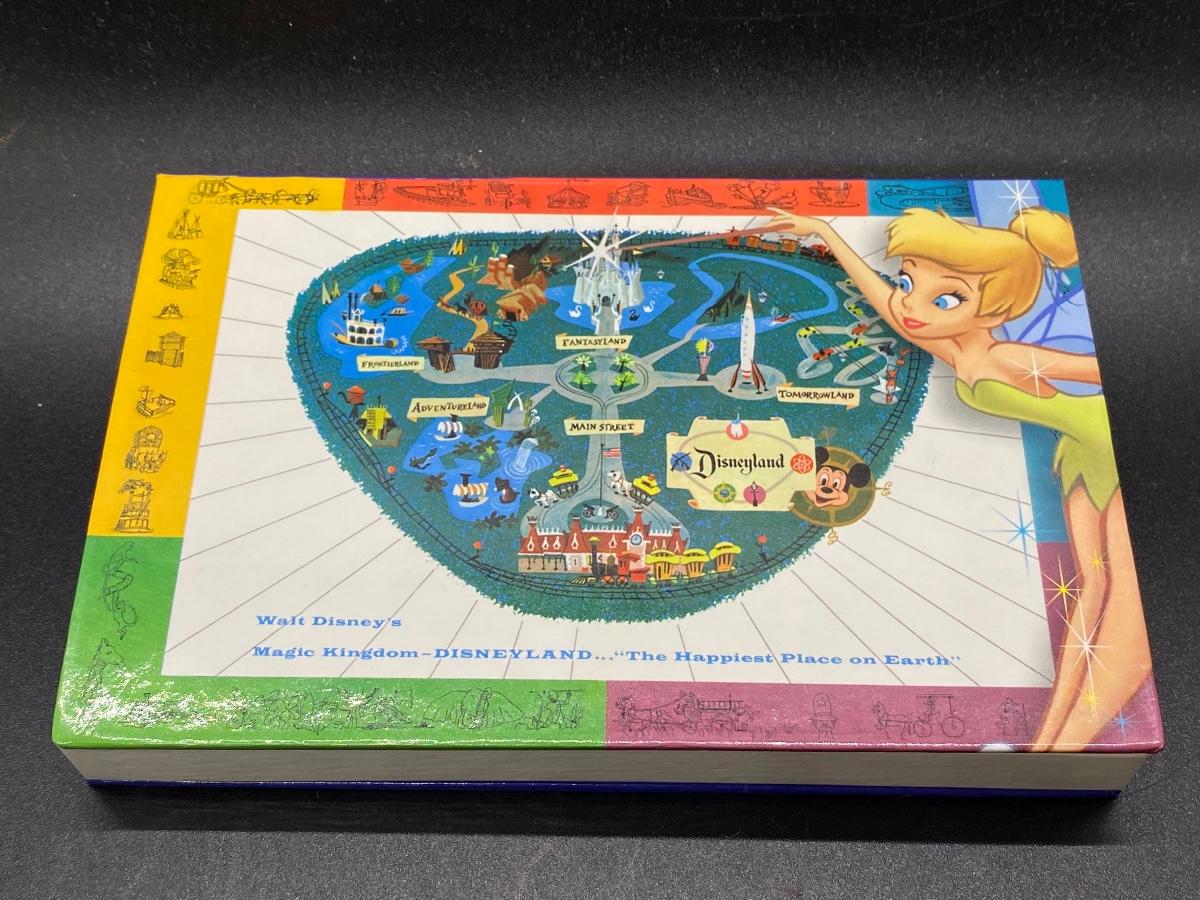 FANTASYLAND
FRONTIERLAND
TOMORROWLAND
ADVENTURELAND
MAIN STREET
Disneyland
Walt Disney's
Magic Kingdom–DISNEYLAND..."The Happiest Place on Earth"